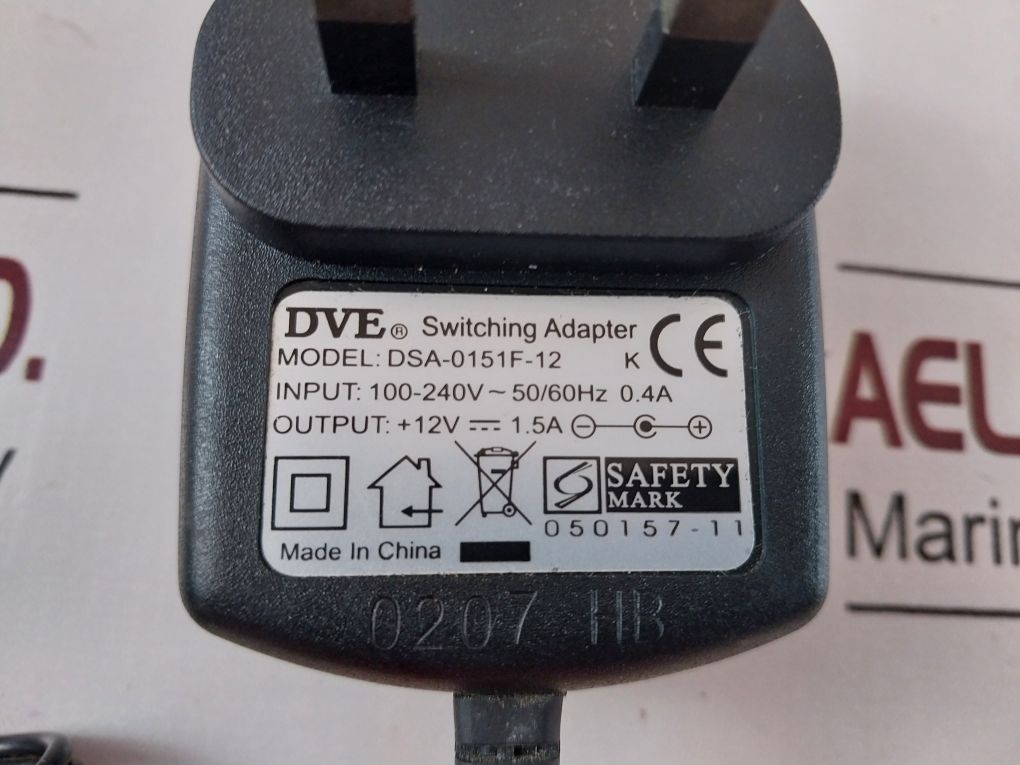 DVE® Switching Adapter
MODEL: DSA-0151F-12 K CE
INPUT: 100-240V ~ 50/60Hz 0.4A
OUTPUT: +12V ⎓ 1.5A
SAFETY
MARK
050157-11
Made In China
0207 HB
D.
AEL
Marin